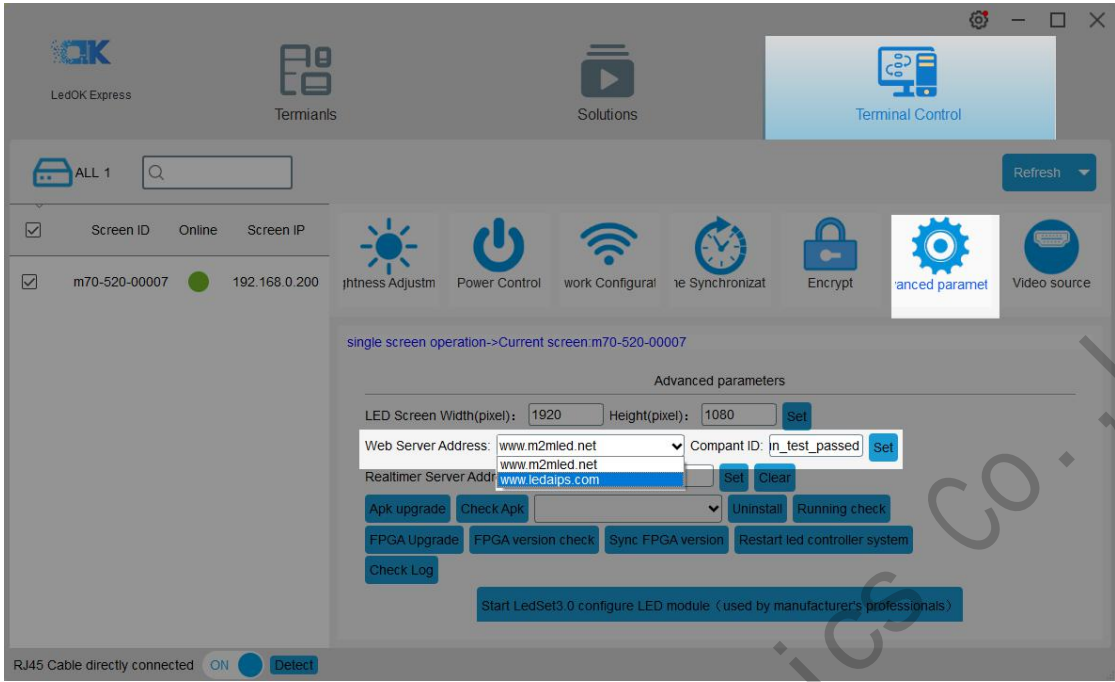 LedOK Express
Termianls
Solutions
Terminal Control
ALL 1
Refresh
Screen ID Online Screen IP
m70-520-00007 192.168.0.200
ghtness Adjustm Power Control work Configurat ne Synchronizat Encrypt vanced paramet Video source
single screen operation->Current screen:m70-520-00007
Advanced parameters
LED Screen Width(pixel): 1920 Height(pixel): 1080 Set
Web Server Address: www.m2mled.net Compant ID: n_test_passed Set
www.m2mled.net
Realtimer Server Addr www.ledaips.com Set Clear
Apk upgrade Check Apk Uninstall Running check
FPGA Upgrade FPGA version check Sync FPGA version Restart led controller system
Check Log
Start LedSet3.0 configure LED module（used by manufacturer's professionals）
RJ45 Cable directly connected ON Detect
ics Co.